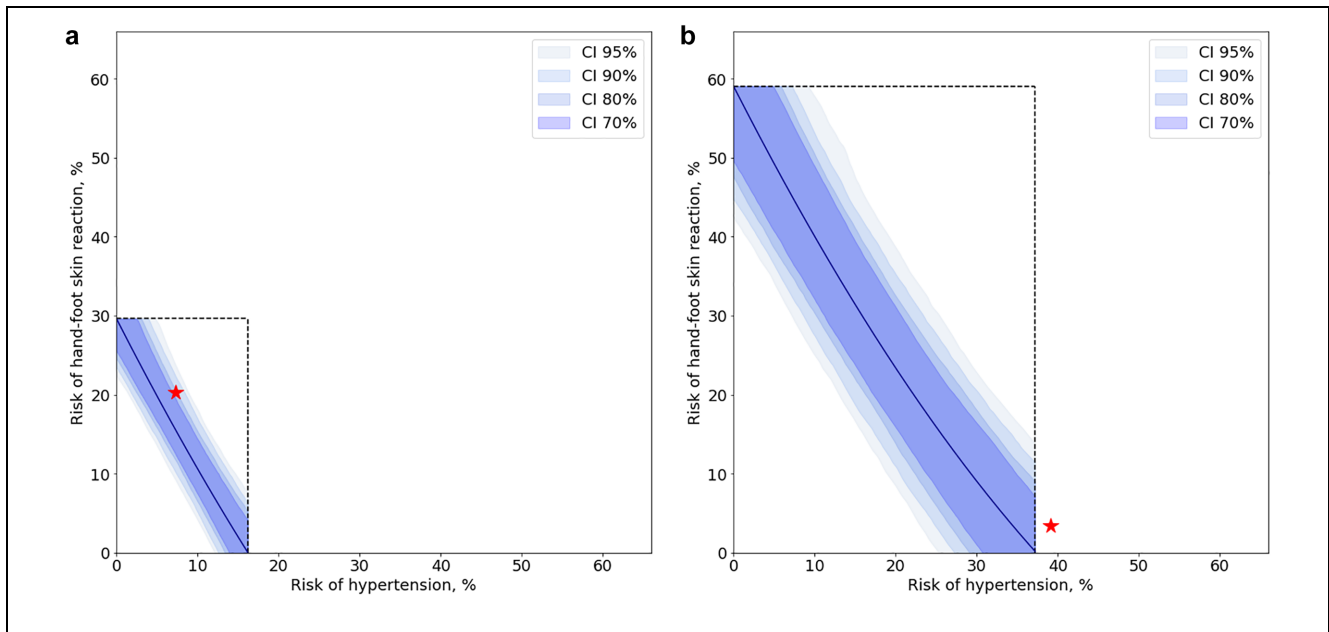 a
CI 95%
CI 90%
CI 80%
CI 70%
Risk of hand-foot skin reaction, %
60
50
40
30
20
10
0
0 10 20 30 40 50 60
Risk of hypertension, %
b
CI 95%
CI 90%
CI 80%
CI 70%
Risk of hand-foot skin reaction, %
60
50
40
30
20
10
0
0 10 20 30 40 50 60
Risk of hypertension, %